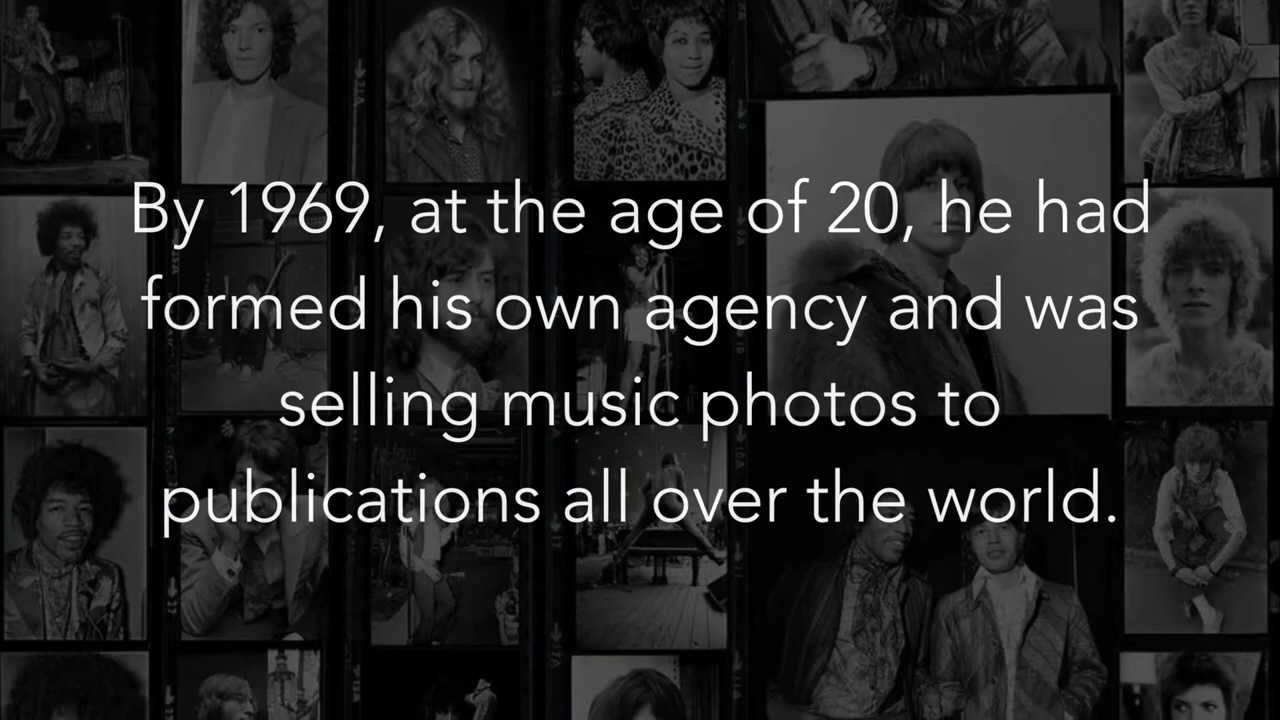 By 1969, at the age of 20, he had
formed his own agency and was
selling music photos to
publications all over the world.